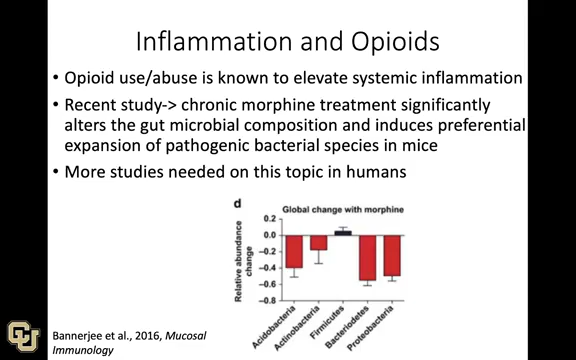 Inflammation and Opioids
• Opioid use/abuse is known to elevate systemic inflammation
• Recent study-> chronic morphine treatment significantly
alters the gut microbial composition and induces preferential
expansion of pathogenic bacterial species in mice
• More studies needed on this topic in humans
d
Global change with morphine
Relative abundance
change
0.2
0.0
−0.2
−0.4
−0.6
−0.8
Acidobacteria
Actinobacteria
Firmicutes
Bacteriodetes
Proteobacteria
CU
Bannerjee et al., 2016, Mucosal
Immunology